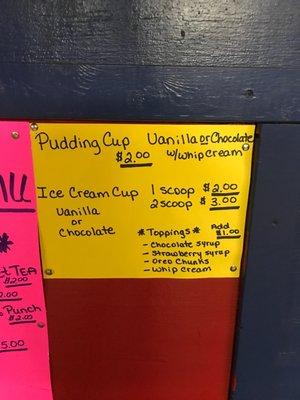 Pudding Cup Vanilla or Chocolate
$2.00 w/whip cream
Ice Cream Cup 1 scoop $2.00
2 scoop $3.00
Vanilla
or
Chocolate
*Toppings* Add $1.00
- Chocolate syrup
- Strawberry syrup
- Oreo Chunks
- Whip cream
*
TEA
$2.00
2.00
Punch
$2.00
5.00